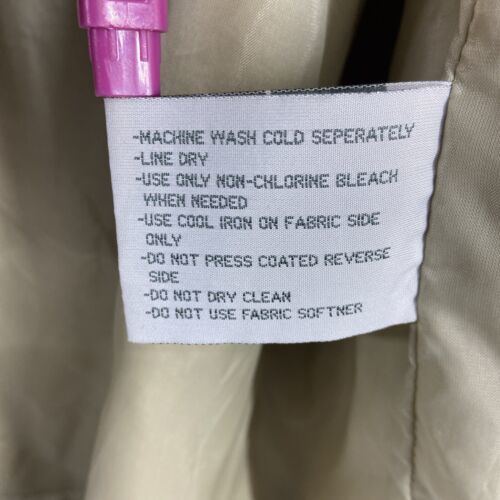 -MACHINE WASH COLD SEPERATELY
-LINE DRY
-USE ONLY NON-CHLORINE BLEACH
WHEN NEEDED
-USE COOL IRON ON FABRIC SIDE
ONLY
-DO NOT PRESS COATED REVERSE
SIDE
-DO NOT DRY CLEAN
-DO NOT USE FABRIC SOFTNER